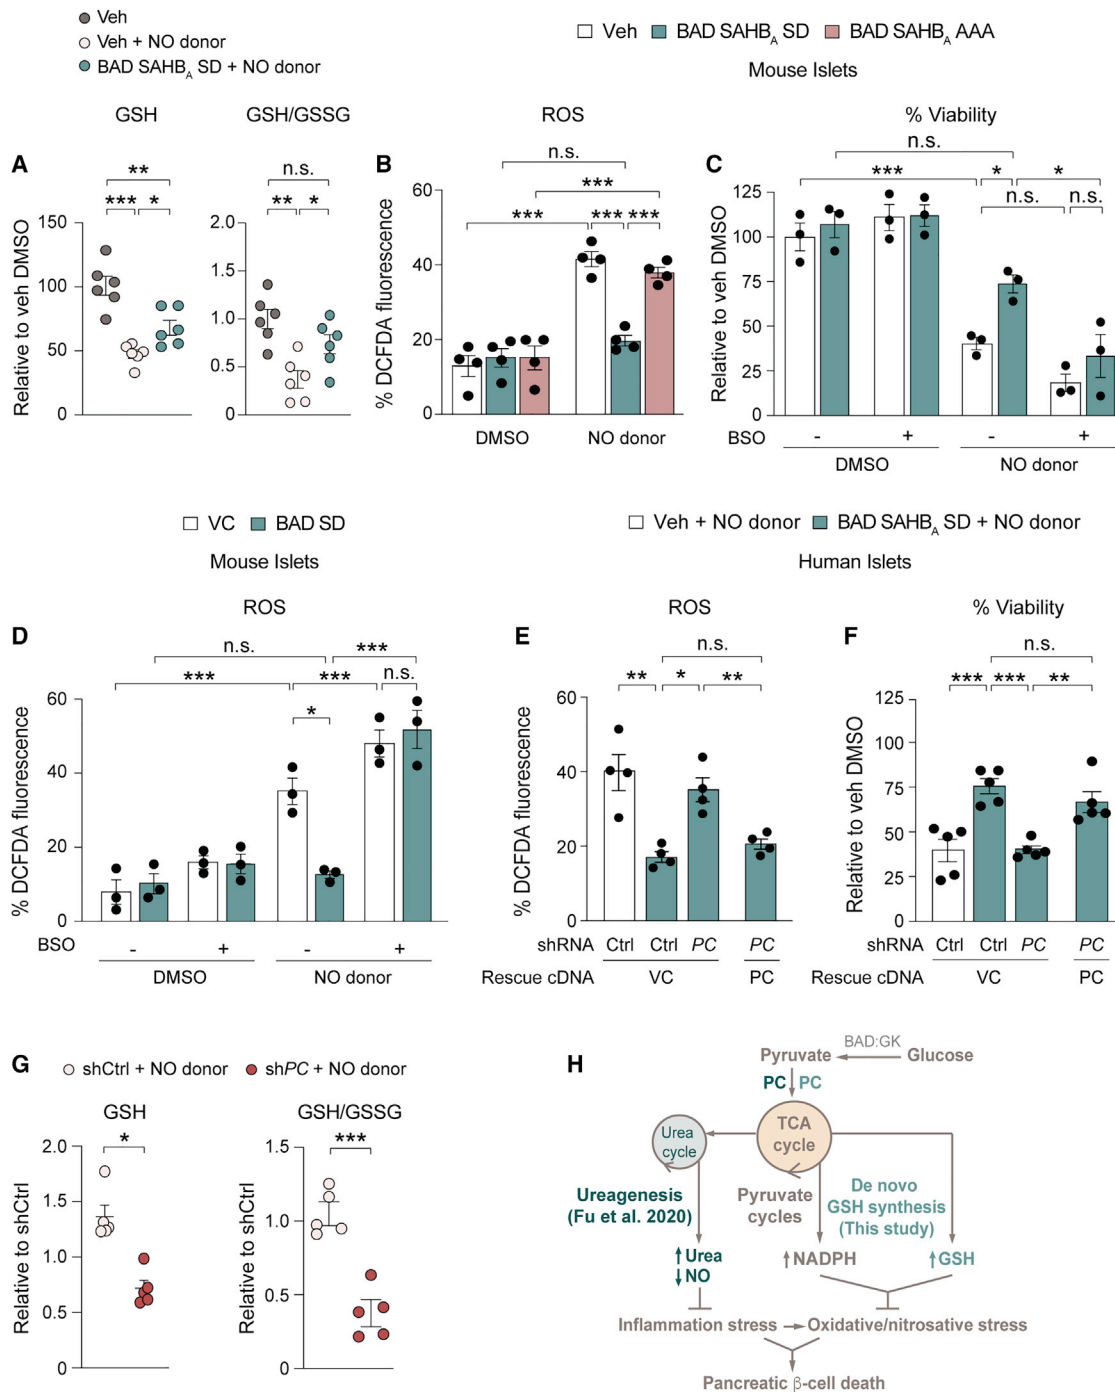 Veh
Veh + NO donor
BAD SAHBA SD + NO donor
GSH
GSH/GSSG
A
**
n.s.
*** *
** *
Relative to veh DMSO
150
100
50
0
2.0
1.5
1.0
0.5
0
Veh BAD SAHBA SD BAD SAHBA AAA
Mouse Islets
B
ROS
n.s.
***
*** *** ***
% DCFDA fluorescence
60
40
20
0
DMSO NO donor
C
% Viability
n.s.
*** * *
n.s. n.s.
125
100
75
50
25
0
BSO - + - +
DMSO NO donor
VC BAD SD
Mouse Islets
D
ROS
n.s. ***
*** *** n.s.
*
% DCFDA fluorescence
60
40
20
0
BSO - + - +
DMSO NO donor
Veh + NO donor BAD SAHBA SD + NO donor
Human Islets
E
ROS
n.s.
** * **
% DCFDA fluorescence
60
40
20
0
shRNA Ctrl Ctrl PC PC
Rescue cDNA VC PC
F
% Viability
n.s.
*** *** **
Relative to veh DMSO
125
100
75
50
25
0
shRNA Ctrl Ctrl PC PC
Rescue cDNA VC PC
G
shCtrl + NO donor shPC + NO donor
GSH
*
Relative to shCtrl
2.0
1.5
1.0
0.5
0
GSH/GSSG
***
Relative to shCtrl
1.5
1.0
0.5
0
H
BAD:GK
Pyruvate Glucose
PC PC
Urea
cycle
TCA
cycle
Ureagenesis
(Fu et al. 2020)
Pyruvate
cycles
De novo
GSH synthesis
(This study)
↑Urea
↓NO
↑NADPH
↑GSH
Inflammation stress → Oxidative/nitrosative stress
Pancreatic β-cell death